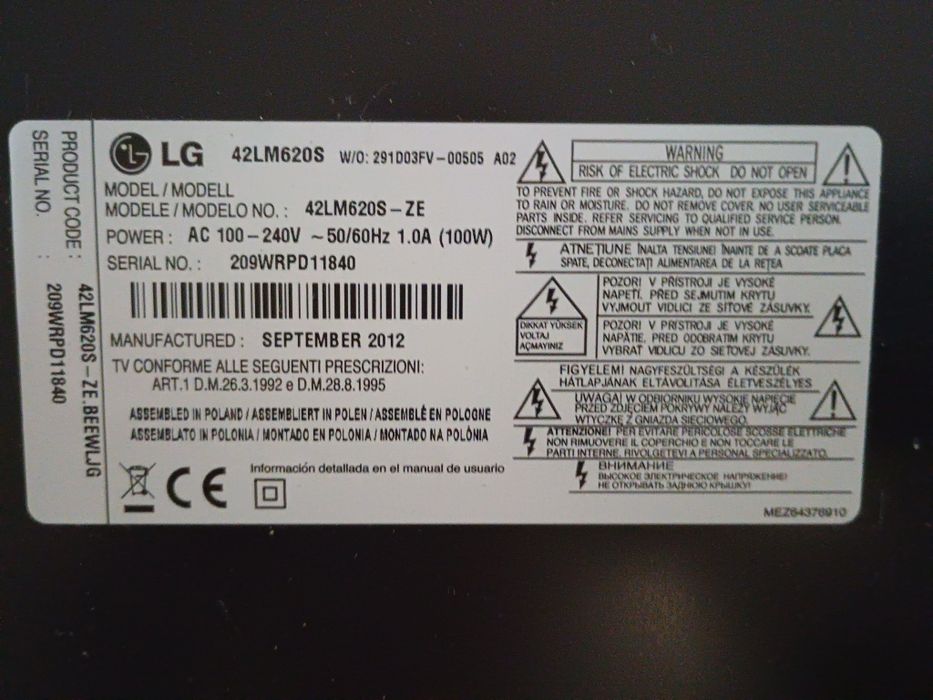 PRODUCT CODE : 42LM620S-ZE.BEEWLJG
SERIAL NO. : 209WRPD11840
LG 42LM620S W/O: 291D03FV-00505 A02
MODEL / MODELL
MODELE / MODELO NO. : 42LM620S-ZE
POWER : AC 100-240V ~50/60Hz 1.0A (100W)
SERIAL NO. : 209WRPD11840
MANUFACTURED : SEPTEMBER 2012
TV CONFORME ALLE SEGUENTI PRESCRIZIONI:
ART.1 D.M.26.3.1992 e D.M.28.8.1995
ASSEMBLED IN POLAND / ASSEMBLIERT IN POLEN / ASSEMBLÉ EN POLOGNE
ASSEMBLATO IN POLONIA / MONTADO EN POLONIA / MONTADO NA POLÔNIA
Información detallada en el manual de usuario
CE
WARNING
RISK OF ELECTRIC SHOCK DO NOT OPEN
TO PREVENT FIRE OR SHOCK HAZARD, DO NOT EXPOSE THIS APPLIANCE
TO RAIN OR MOISTURE. DO NOT REMOVE COVER. NO USER SERVICEABLE
PARTS INSIDE. REFER SERVICING TO QUALIFIED SERVICE PERSON.
DISCONNECT FROM MAINS SUPPLY WHEN NOT IN USE.
ATNEŢIUNE ÎNALTA TENSIUNE! ÎNAINTE DE A SCOATE PLACA
SPATE, DECONECTAŢI ALIMENTAREA DE LA REŢEA
DIKKAT YÜKSEK
VOLTAJ
AÇMAYINIZ
POZOR! V PŘÍSTROJI JE VYSOKÉ
NAPĚTÍ. PŘED SEJMUTIM KRYTU
VYJMOUT VIDLICI ZE SÍŤOVÉ ZÁSUVKY.
POZOR! V PRÍSTROJI JE VYSOKÉ
NAPÄTIE, PRED ODOBRATIM KRYTU
VYBRAŤ VIDLICU ZO SIEŤOVEJ ZÁSUVKY.
FIGYELEM! NAGYFESZÜLTSÉG! A KÉSZÜLÉK
HÁTLAPJÁNAK ELTÁVOLÍTÁSA ÉLETVESZÉLYES
UWAGA! W ODBIORNIKU WYSOKIE NAPIĘCIE
PRZED ZDJĘCIEM POKRYWY NALEŻY WYJĄĆ
WTYCZKĘ Z GNIAZDA SIECIOWEGO.
ATTENZIONE! PER EVITARE PERICOLOSE SCOSSE ELETTRICHE
NON RIMUOVERE IL COPERCHIO E NON TOCCARE LE
PARTI INTERNE. RIVOLGETEVI A PERSONAL SPECIALIZZATO.
ВНИМАНИЕ
ВЫСОКОЕ ЭЛЕКТРИЧЕСКОЕ НАПРЯЖЕНИЕ!
НЕ ОТКРЫВАТЬ ЗАДНЮЮ КРЫШКУ!
MEZ64376910